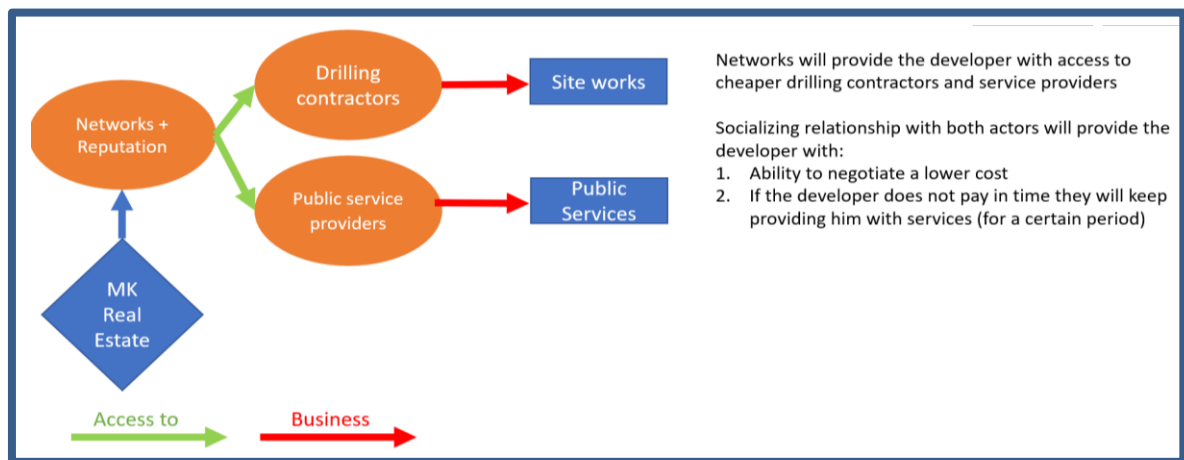 Drilling
contractors
Site works
Networks +
Reputation
Public service
providers
Public
Services
MK
Real
Estate
Access to
Business
Networks will provide the developer with access to
cheaper drilling contractors and service providers
Socializing relationship with both actors will provide the
developer with:
1. Ability to negotiate a lower cost
2. If the developer does not pay in time they will keep
providing him with services (for a certain period)